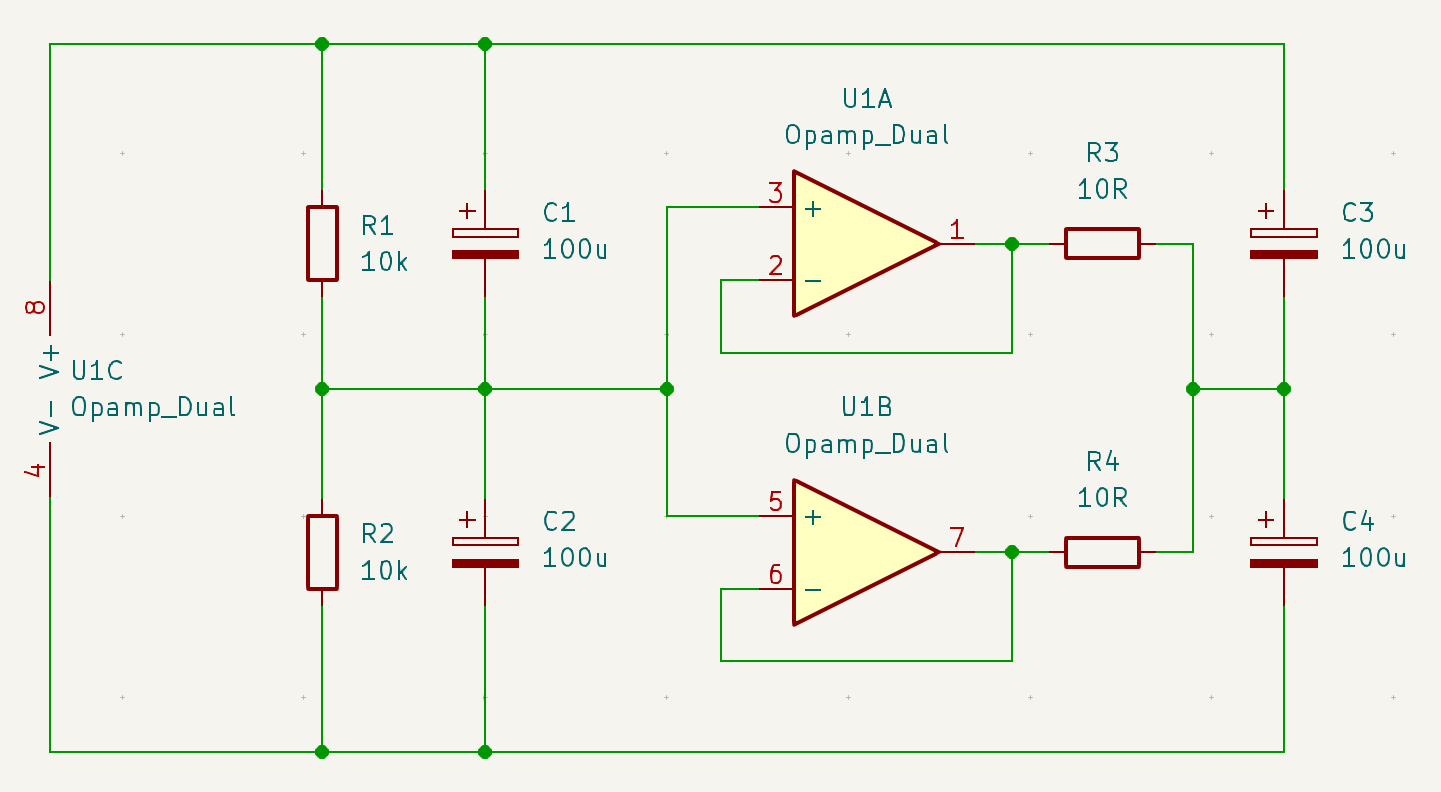 U1A
Opamp_Dual
R3
10R
3
+
1
2
−
R1
10k
+
C1
100u
+
C3
100u
8
V+
U1C
Opamp_Dual
V−
4
U1B
Opamp_Dual
R4
10R
5
+
7
6
−
R2
10k
+
C2
100u
+
C4
100u